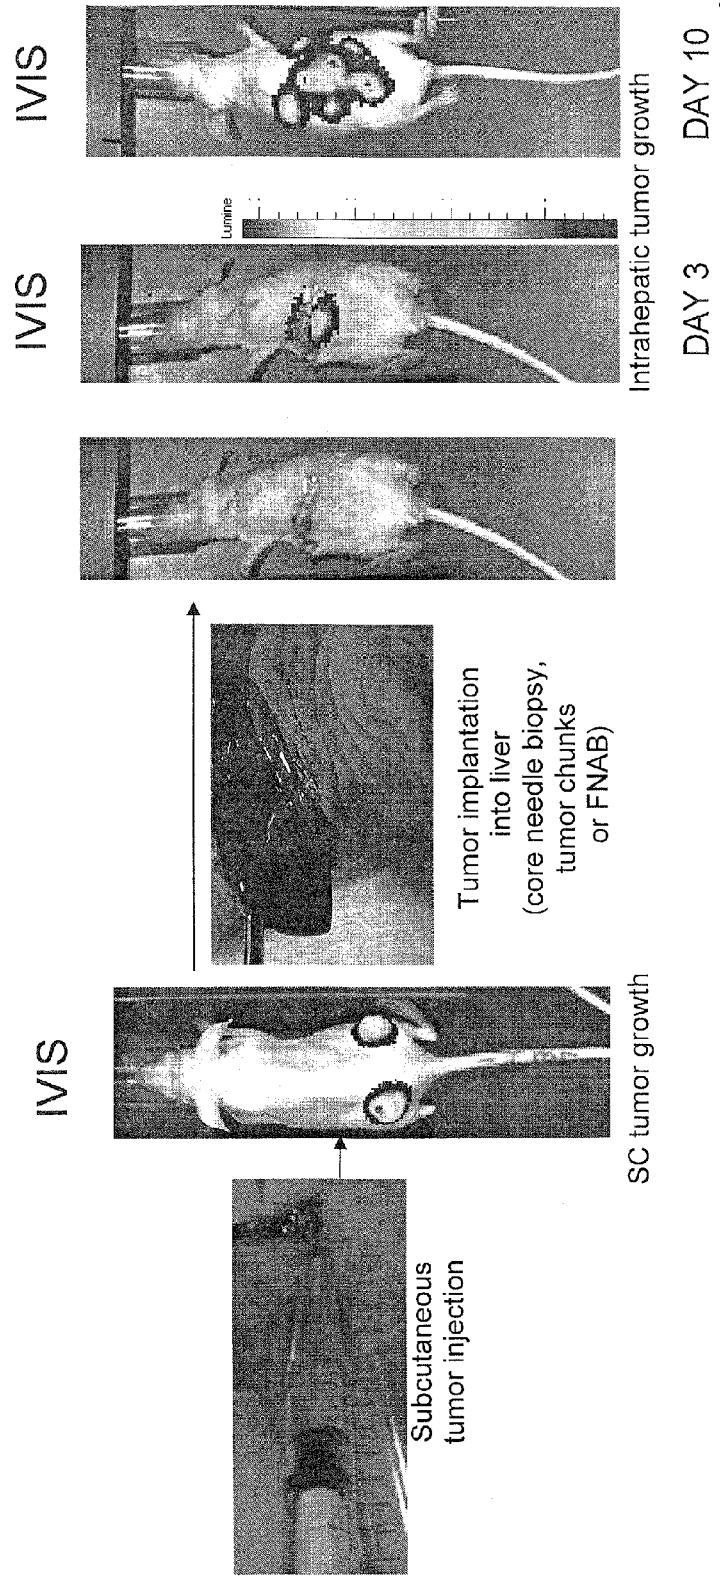 Subcutaneous
tumor injection
IVIS
SC tumor growth
Tumor implantation
into liver
(core needle biopsy,
tumor chunks
or FNAB)
IVIS
Lumine
Intrahepatic tumor growth
DAY 3
IVIS
DAY 10